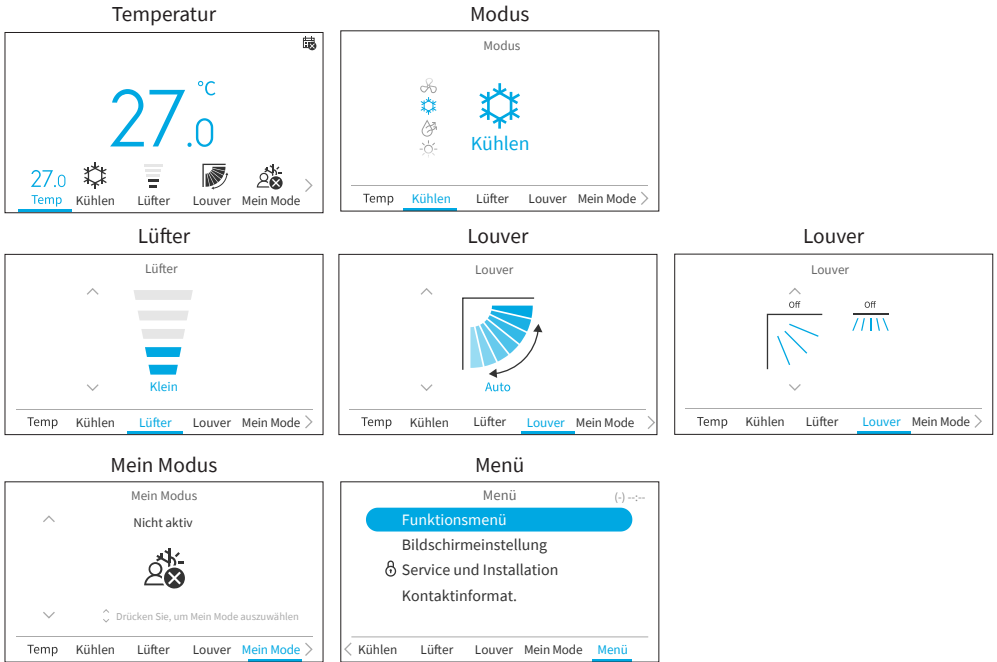 Temperatur
27.0 °C
27.0
Temp Kühlen Lüfter Louver Mein Mode
Modus
Modus
Kühlen
Temp Kühlen Lüfter Louver Mein Mode
Lüfter
Lüfter
Klein
Temp Kühlen Lüfter Louver Mein Mode
Louver
Louver
Auto
Temp Kühlen Lüfter Louver Mein Mode
Louver
Louver
Off Off
Temp Kühlen Lüfter Louver Mein Mode
Mein Modus
Mein Modus
Nicht aktiv
Drücken Sie, um Mein Mode auszuwählen
Temp Kühlen Lüfter Louver Mein Mode
Menü
Menü (-) --:--
Funktionsmenü
Bildschirmeinstellung
Service und Installation
Kontaktinformat.
Kühlen Lüfter Louver Mein Mode Menü